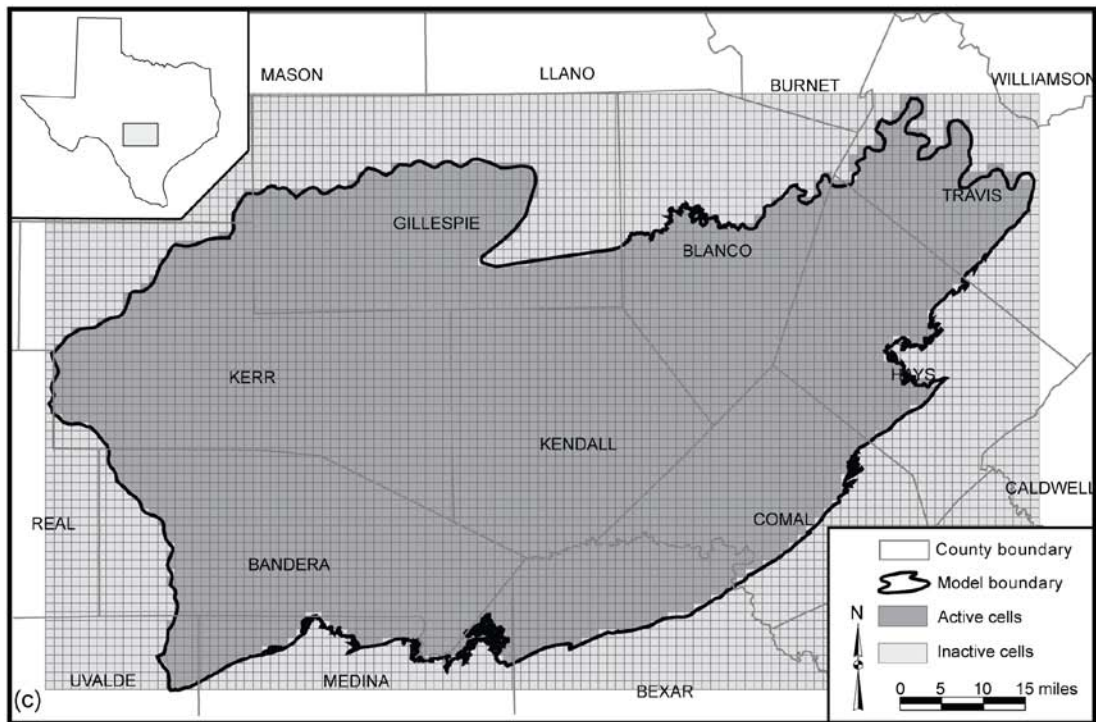 MASON
LLANO
BURNET
WILLIAMSON
GILLESPIE
TRAVIS
BLANCO
KERR
HAYS
KENDALL
CALDWELL
REAL
COMAL
BANDERA
UVALDE
MEDINA
BEXAR
County boundary
Model boundary
Active cells
Inactive cells
N
0 5 10 15 miles
(c)